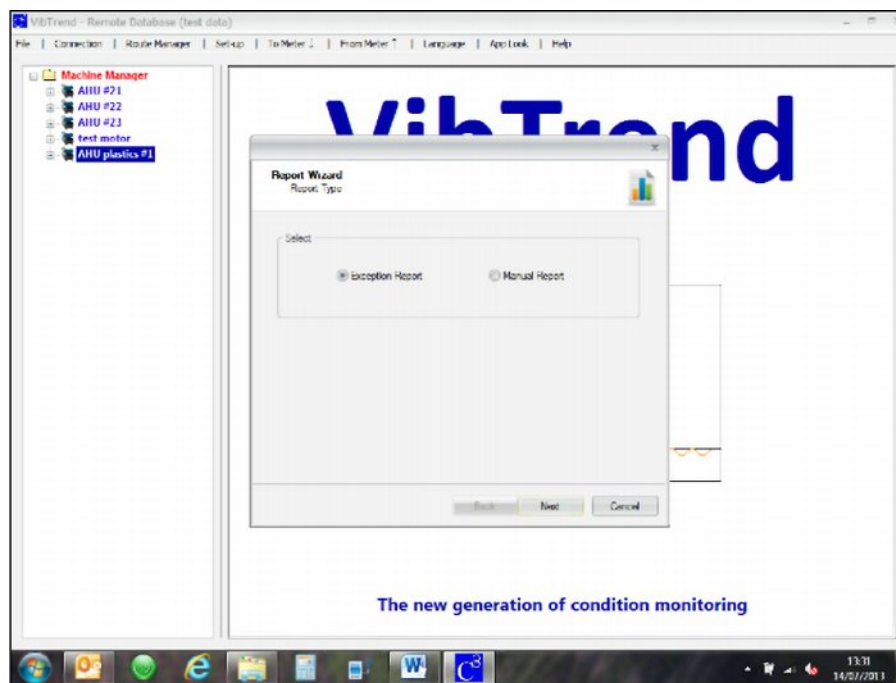 VibTrend - Remote Database (test data)
File | Connection | Route Manager | Set-up | To Meter ↓ | From Meter ↑ | Language | App Look | Help
Machine Manager
AHU #21
AHU #22
AHU #23
test motor
AHU plastics #1
VibTrend
Report Wizard
Report Type
Select
Exception Report
Manual Report
Back
Next
Cancel
The new generation of condition monitoring
W
C3
13:31
14/07/2013